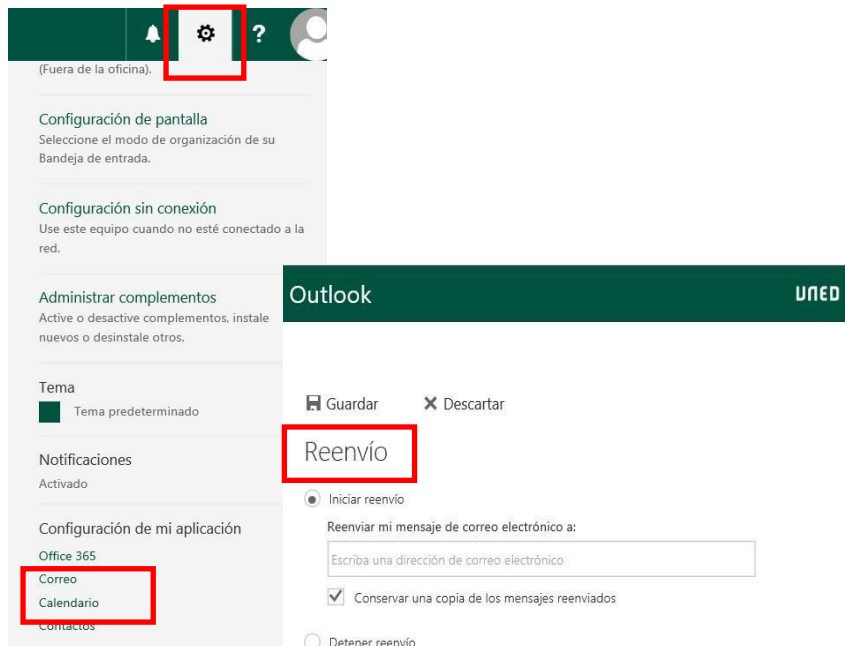 ?
(Fuera de la oficina).
Configuración de pantalla
Seleccione el modo de organización de su
Bandeja de entrada.
Configuración sin conexión
Use este equipo cuando no esté conectado a la
red.
Administrar complementos
Active o desactive complementos, instale
nuevos o desinstale otros.
Tema
Tema predeterminado
Notificaciones
Activado
Configuración de mi aplicación
Office 365
Correo
Calendario
Contactos
Outlook
UNED
Guardar Descartar
Reenvío
Iniciar reenvío
Reenviar mi mensaje de correo electrónico a:
Escriba una dirección de correo electrónico
Conservar una copia de los mensajes reenviados
Detener reenvío